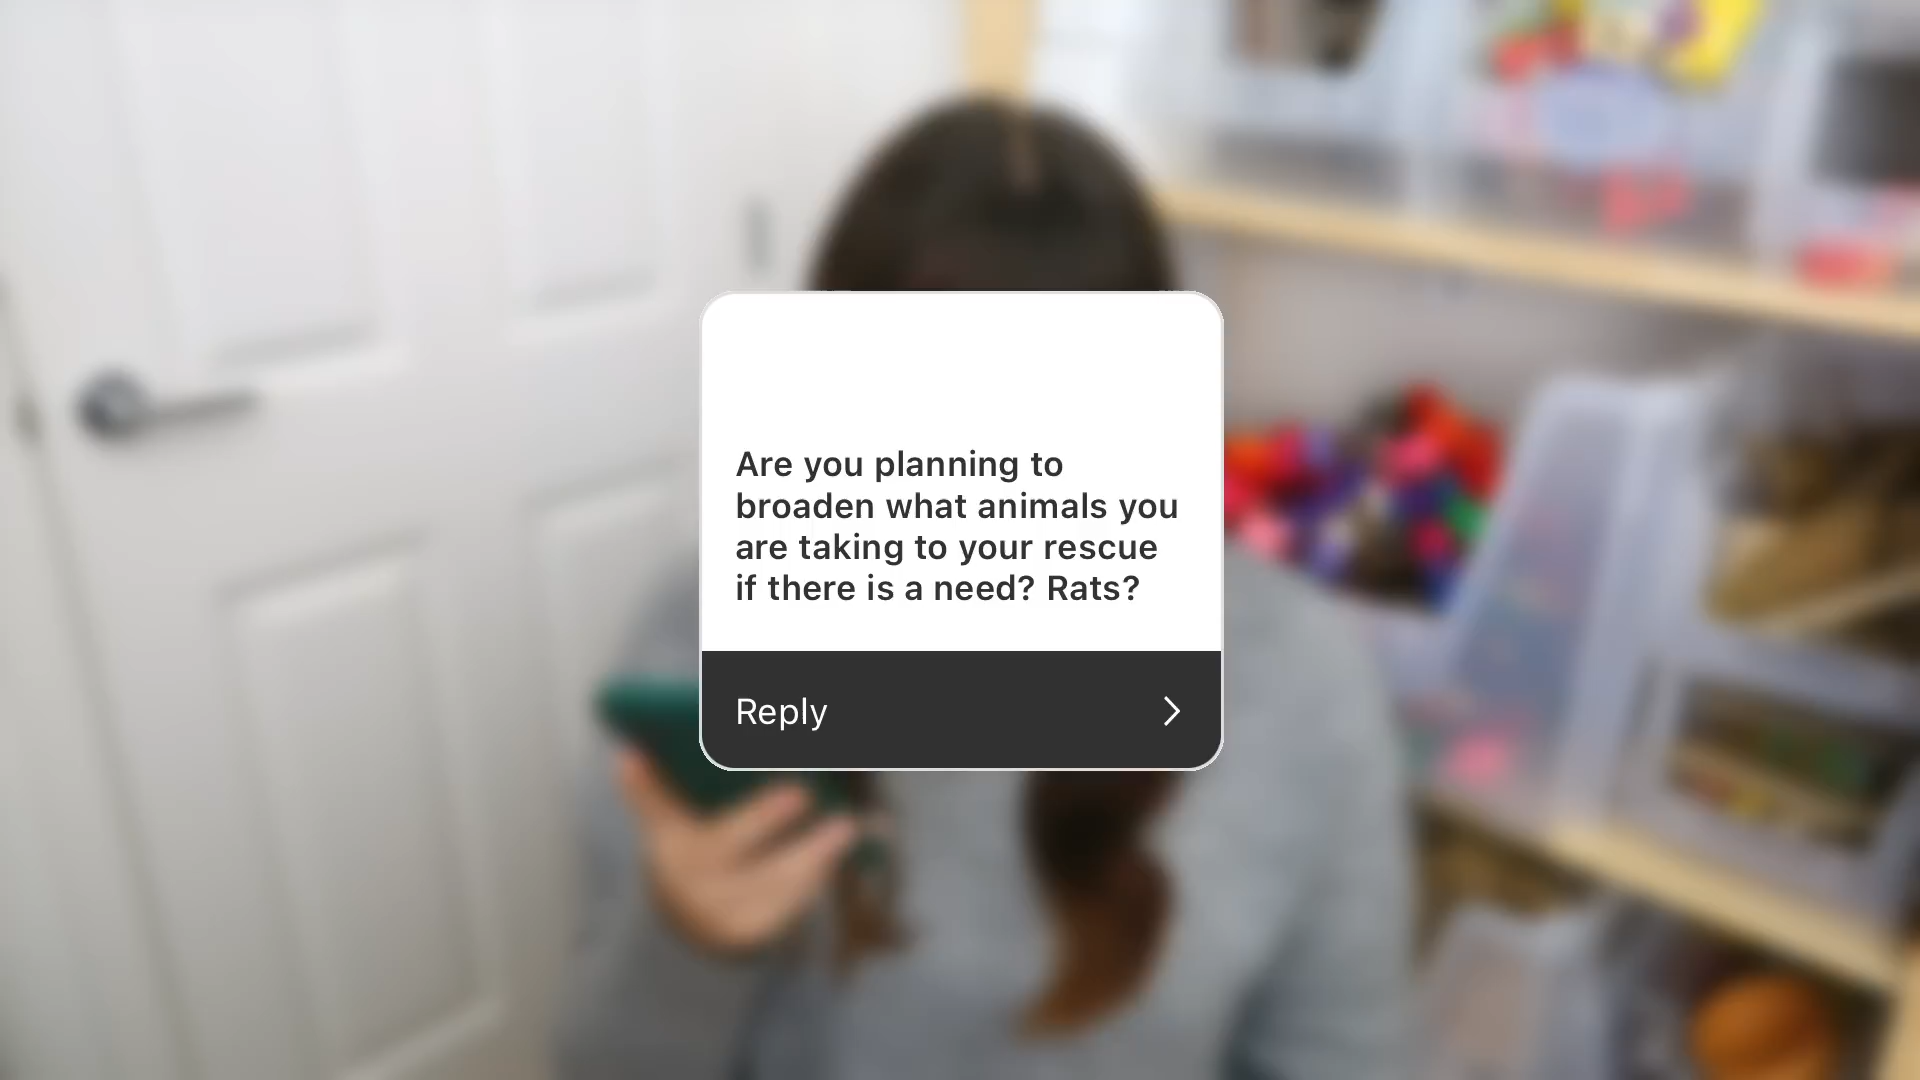 Are you planning to
broaden what animals you
are taking to your rescue
if there is a need? Rats?
Reply